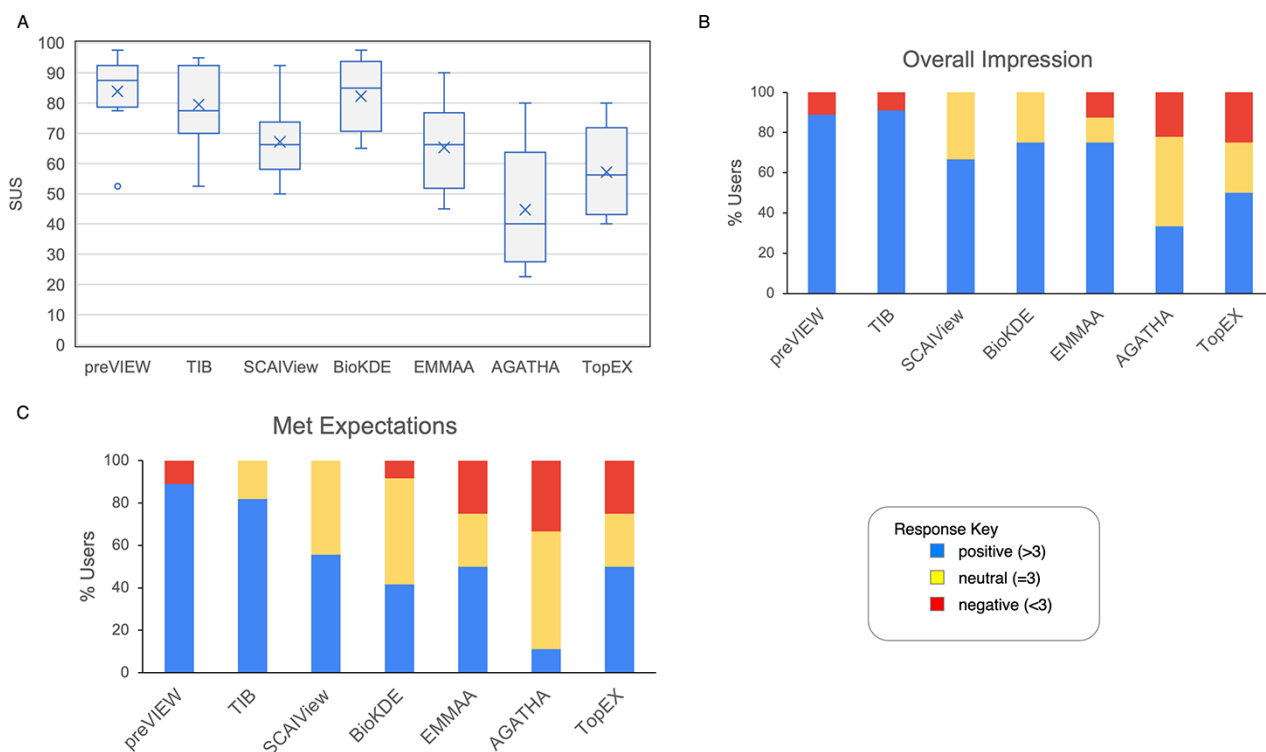 A
SUS
100
90
80
70
60
50
40
30
20
10
0
preVIEW TIB SCAIView BioKDE EMMAA AGATHA TopEX
B
Overall Impression
% Users
100
80
60
40
20
0
preVIEW TIB SCAIView BioKDE EMMAA AGATHA TopEX
C
Met Expectations
% Users
100
80
60
40
20
0
preVIEW TIB SCAIView BioKDE EMMAA AGATHA TopEX
Response Key
positive (>3)
neutral (=3)
negative (<3)